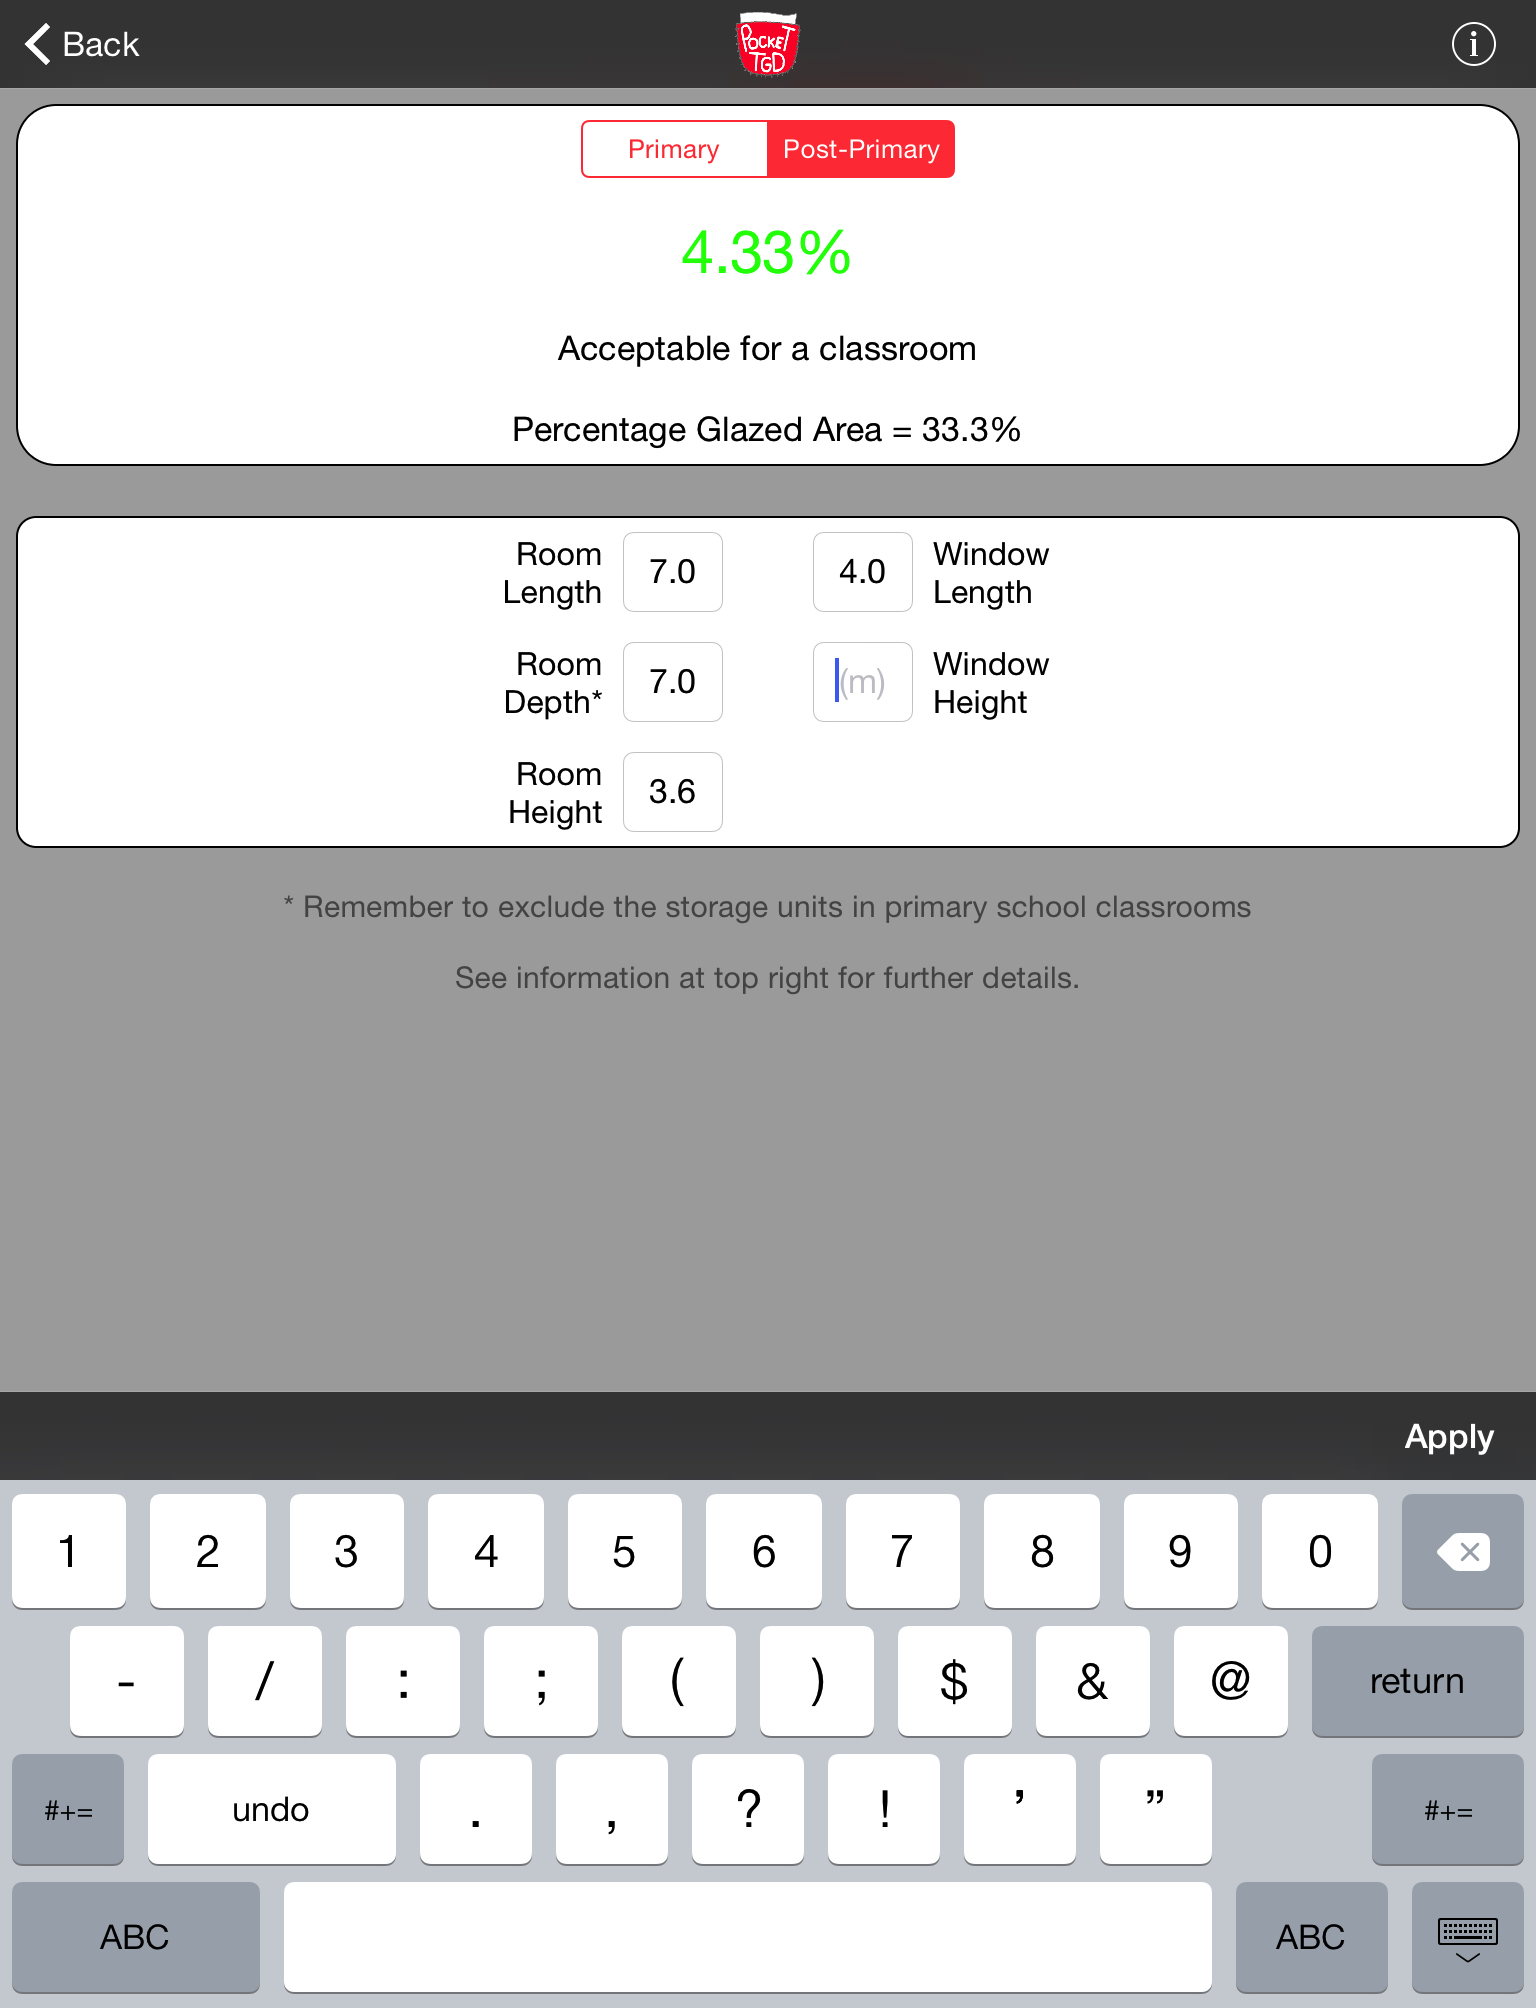 Back
POCKET
TGD
i
Primary
Post-Primary
4.33%
Acceptable for a classroom
Percentage Glazed Area = 33.3%
Room
Length
7.0
4.0
Window
Length
Room
Depth*
7.0
(m)
Window
Height
Room
Height
3.6
* Remember to exclude the storage units in primary school classrooms
See information at top right for further details.
Apply
1 2 3 4 5 6 7 8 9 0
- / : ; ( ) $ & @ return
#+= undo . , ? ! ’ ” #+=
ABC ABC